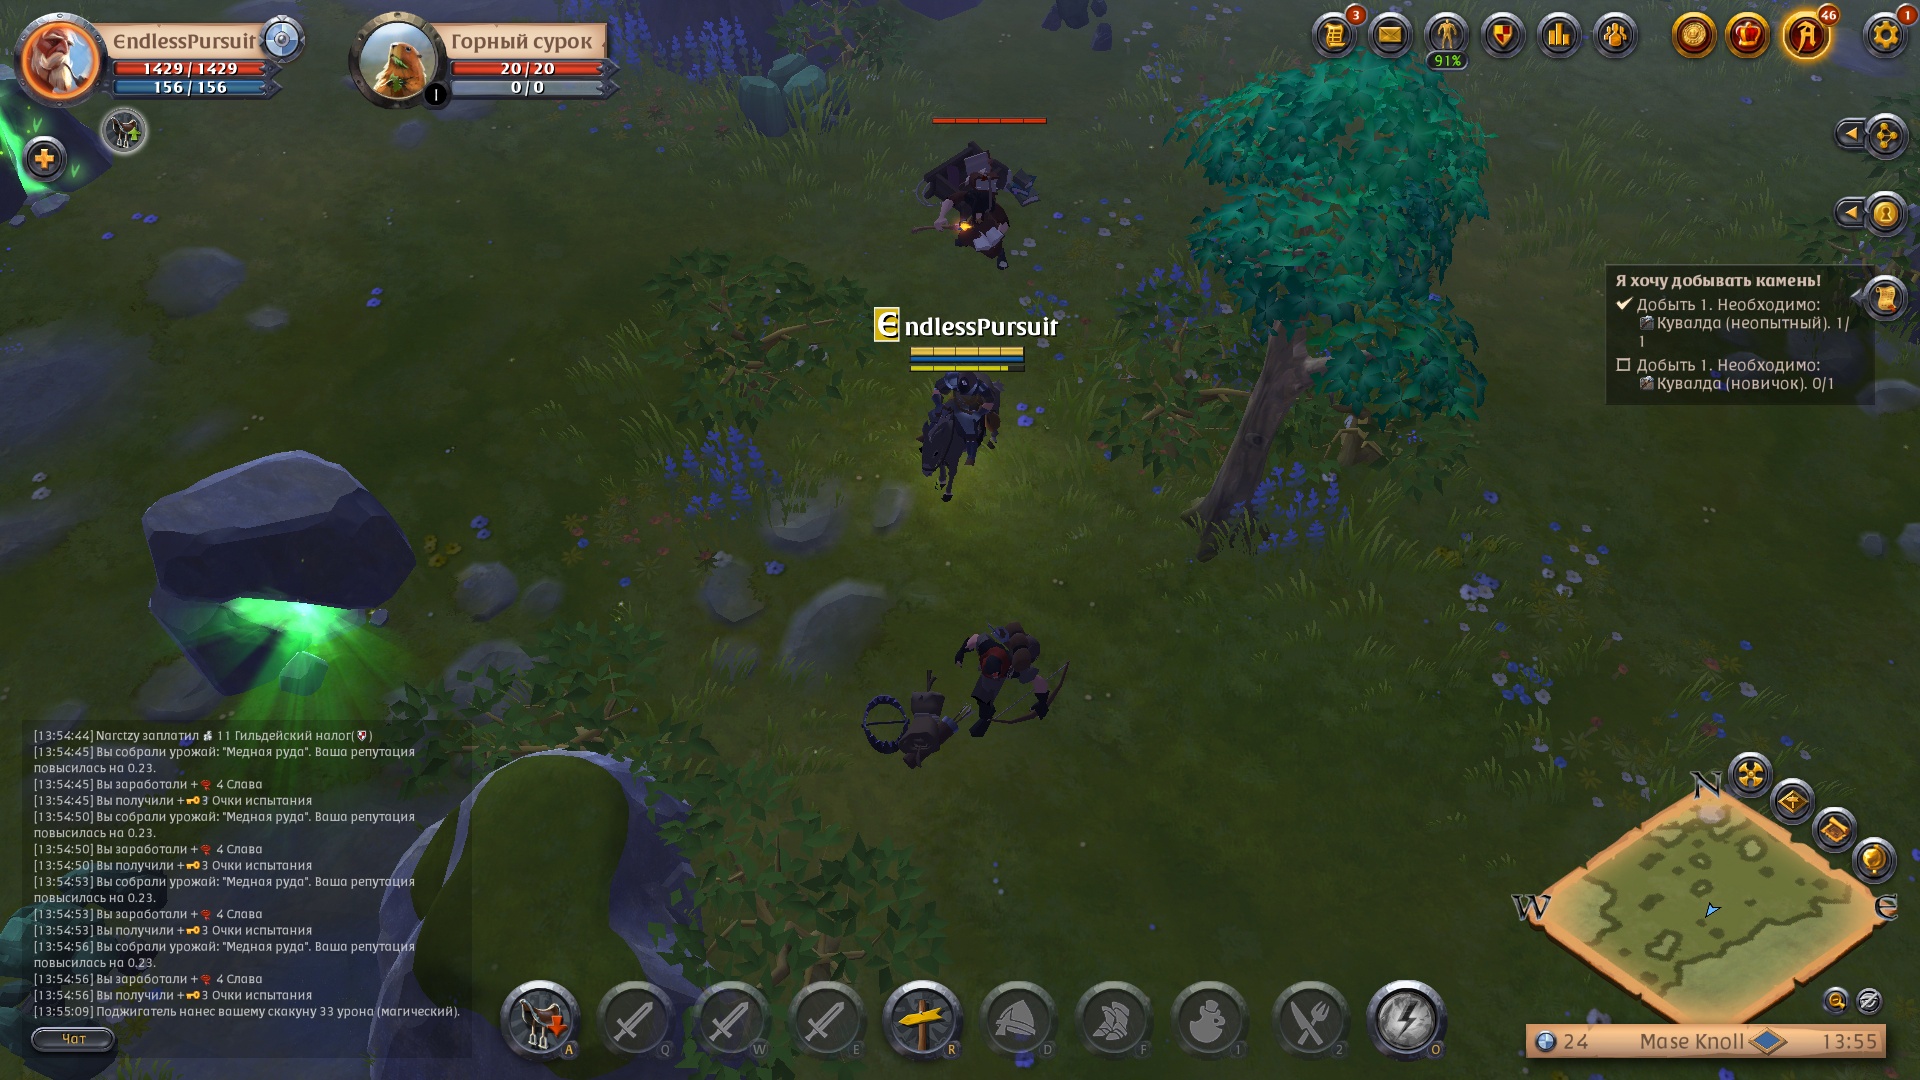 EndlessPursuit
1429 / 1429
156 / 156
Горный сурок
20/20
0/0
I
3
91%
46
1
EndlessPursuit
Я хочу добывать камень!
Добыть 1. Необходимо:
Кувалда (неопытный). 1/
1
Добыть 1. Необходимо:
Кувалда (новичок). 0/1
[13:54:44] Narctzy заплатил 11 Гильдейский налог( )
[13:54:45] Вы собрали урожай: "Медная руда". Ваша репутация
повысилась на 0.23.
[13:54:45] Вы заработали + 4 Слава
[13:54:45] Вы получили + 3 Очки испытания
[13:54:50] Вы собрали урожай: "Медная руда". Ваша репутация
повысилась на 0.23.
[13:54:50] Вы заработали + 4 Слава
[13:54:50] Вы получили + 3 Очки испытания
[13:54:53] Вы собрали урожай: "Медная руда". Ваша репутация
повысилась на 0.23.
[13:54:53] Вы заработали + 4 Слава
[13:54:53] Вы получили + 3 Очки испытания
[13:54:56] Вы собрали урожай: "Медная руда". Ваша репутация
повысилась на 0.23.
[13:54:56] Вы заработали + 4 Слава
[13:54:56] Вы получили + 3 Очки испытания
[13:55:09] Поджигатель нанес вашему скакуну 33 урона (магический).
Чат
A Q W E R D F 1 2 O
N
W E
24 Mase Knoll 13:55